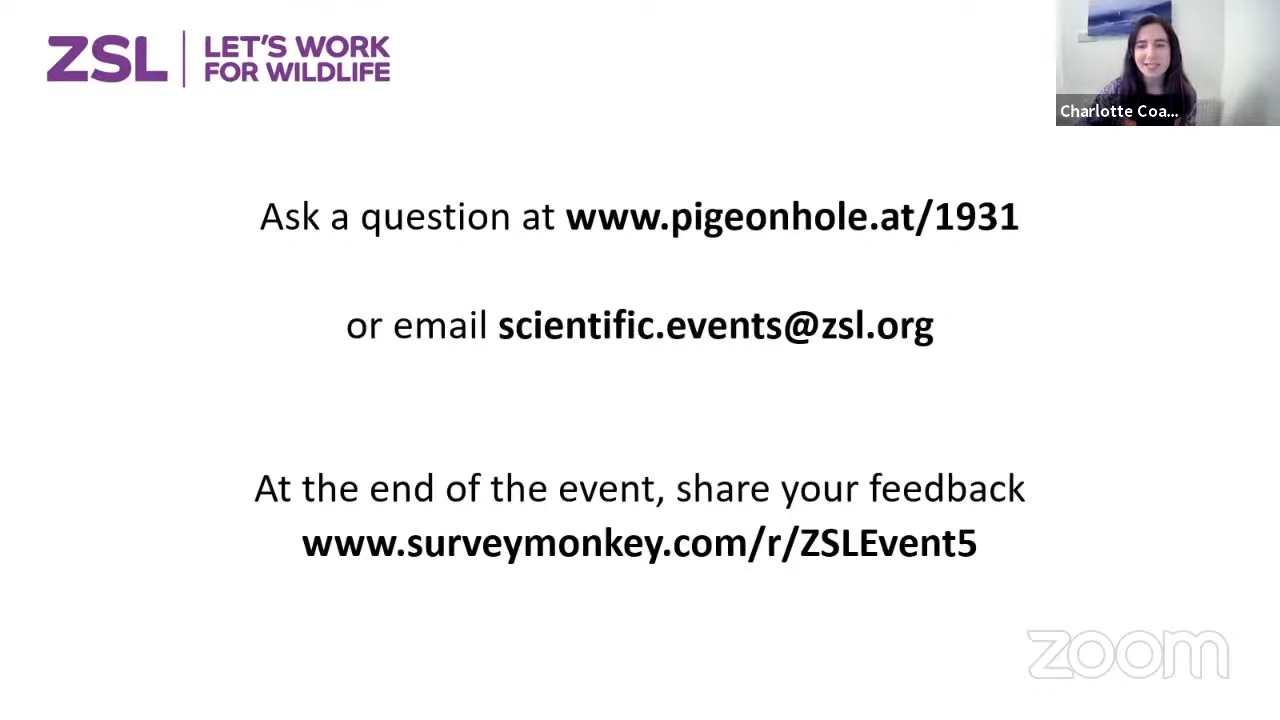 ZSL
LET'S WORK
FOR WILDLIFE
Charlotte Coa...
Ask a question at www.pigeonhole.at/1931
or email scientific.events@zsl.org
At the end of the event, share your feedback
www.surveymonkey.com/r/ZSLEvent5
zoom